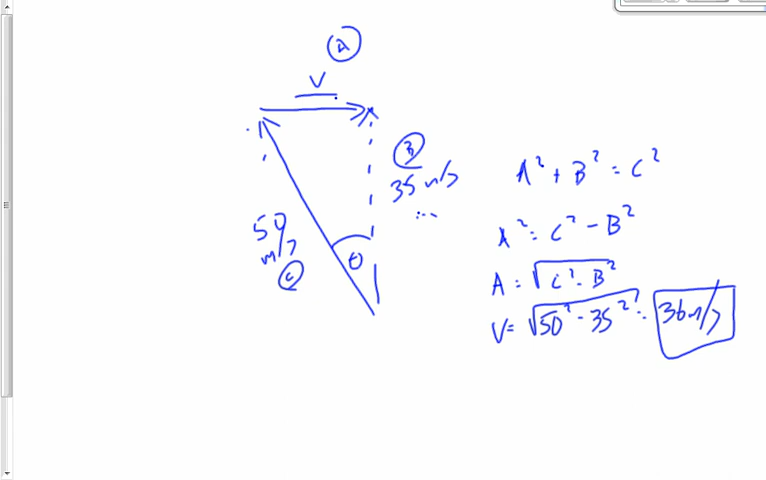 A
V
B
35 m/s
50
m/s
C
θ
A² + B² = C²
A² = C² - B²
A = √C² - B²
V = √50² - 35² = 36 m/s